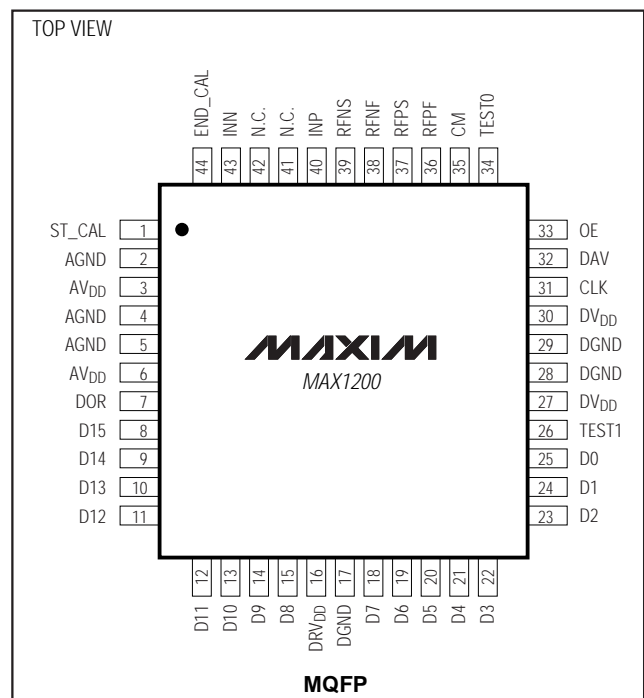 TOP VIEW
END_CAL
INN
N.C.
N.C.
INP
RFNS
RFNF
RFPS
RFPF
CM
TEST0
44
43
42
41
40
39
38
37
36
35
34
ST_CAL 1
AGND 2
AVDD 3
AGND 4
AGND 5
AVDD 6
DOR 7
D15 8
D14 9
D13 10
D12 11
MAXIM
MAX1200
33 OE
32 DAV
31 CLK
30 DVDD
29 DGND
28 DGND
27 DVDD
26 TEST1
25 D0
24 D1
23 D2
12
13
14
15
16
17
18
19
20
21
22
D11
D10
D9
D8
DRVDD
DGND
D7
D6
D5
D4
D3
MQFP